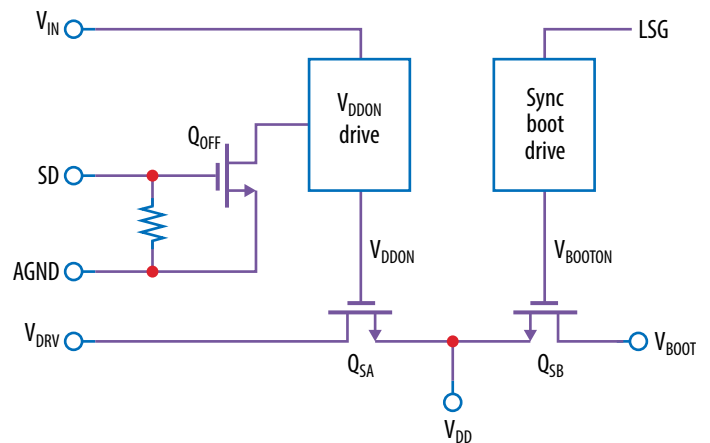 VIN
LSG
VDDON
drive
Sync
boot
drive
QOFF
SD
VDDON
VBOOTON
AGND
VDRV
QSA
QSB
VBOOT
VDD